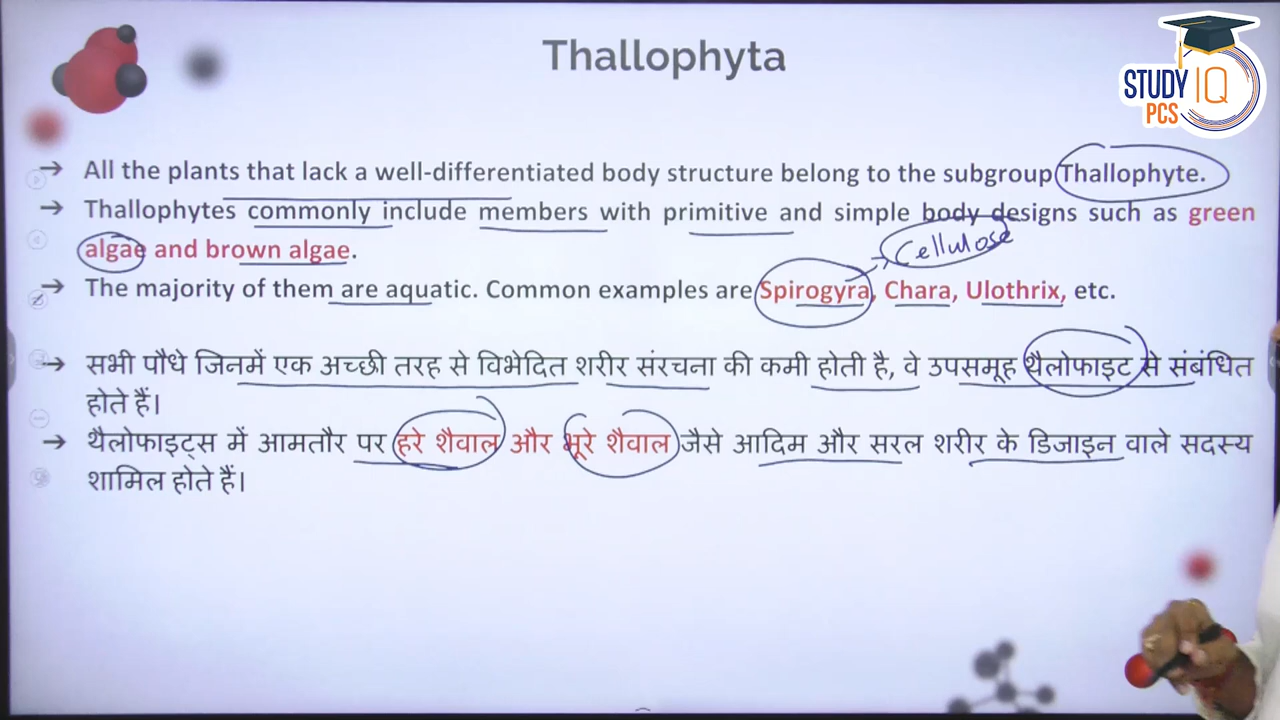 Thallophyta
STUDY IQ
PCS
→ All the plants that lack a well-differentiated body structure belong to the subgroup Thallophyte.
→ Thallophytes commonly include members with primitive and simple body designs such as green
algae and brown algae.
Cellulose
→ The majority of them are aquatic. Common examples are Spirogyra, Chara, Ulothrix, etc.
→ सभी पौधे जिनमें एक अच्छी तरह से विभेदित शरीर संरचना की कमी होती है, वे उपसमूह थैलोफाइट से संबंधित
होते हैं।
→ थैलोफाइट्स में आमतौर पर हरे शैवाल और भूरे शैवाल जैसे आदिम और सरल शरीर के डिजाइन वाले सदस्य
शामिल होते हैं।